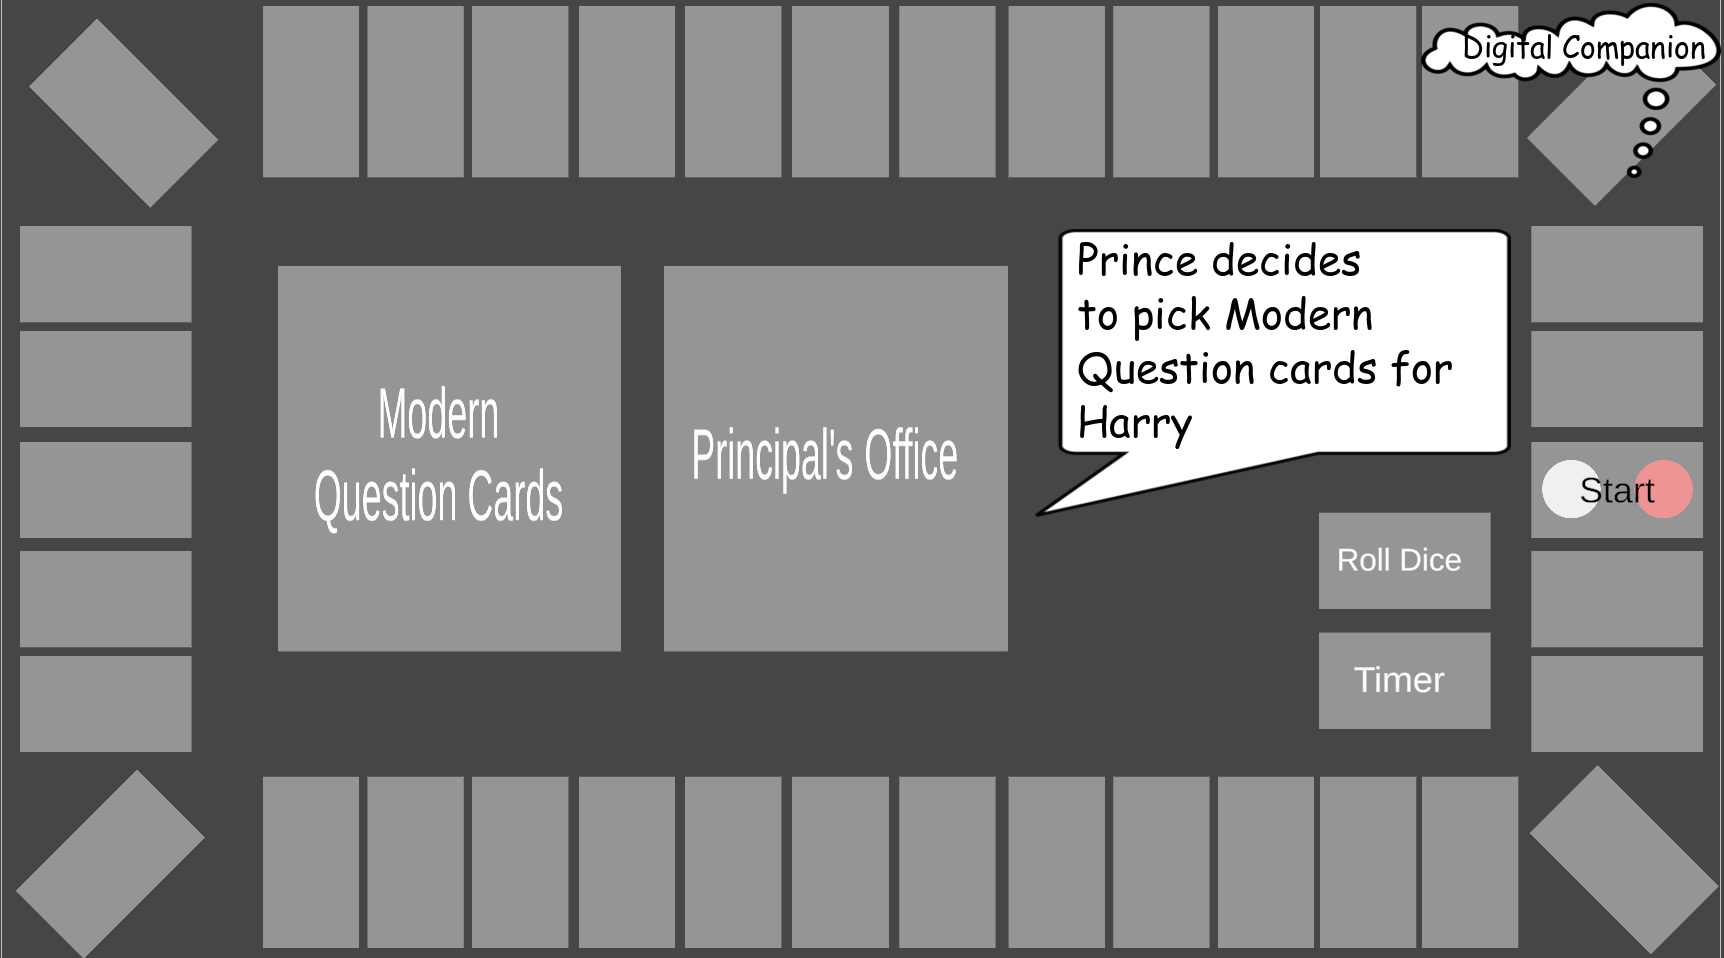 Digital Companion
Prince decides
to pick Modern
Question cards for
Harry
Modern
Question Cards
Principal's Office
Start
Roll Dice
Timer